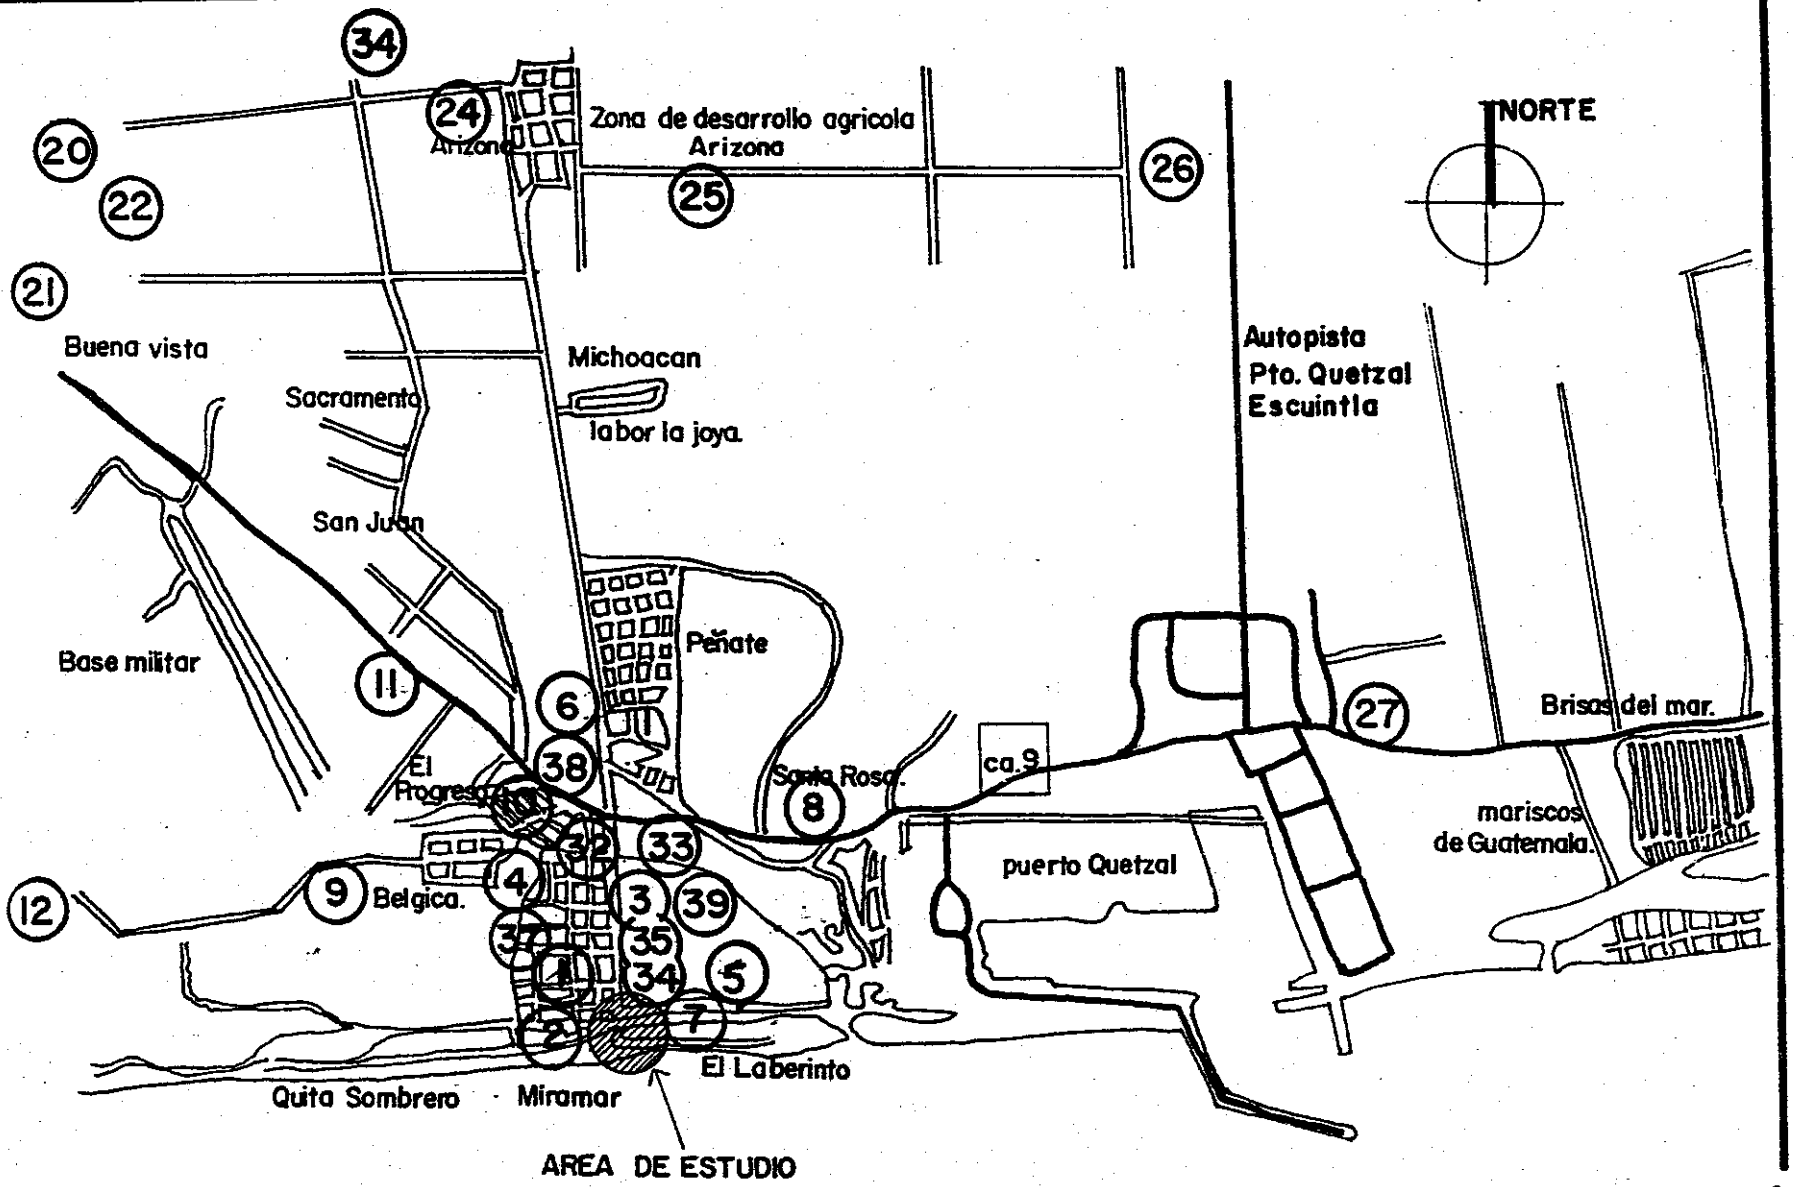 34
24
Arizona
Zona de desarrollo agricola
Arizona
NORTE
20
22
25
26
21
Buena vista
Michoacan
Autopista
Pto. Quetzal
Escuintla
Sacramento
labor la joya.
San Juan
Base militar
Peñate
11
6
27
Brisas del mar.
38
El
Progreso
10
Santa Rosa.
8
ca.9
mariscos
de Guatemala.
32
33
puerto Quetzal
4
9
Belgica.
12
3
39
37
35
1
34
5
2
7
El Laberinto
Quita Sombrero
Miramar
AREA DE ESTUDIO